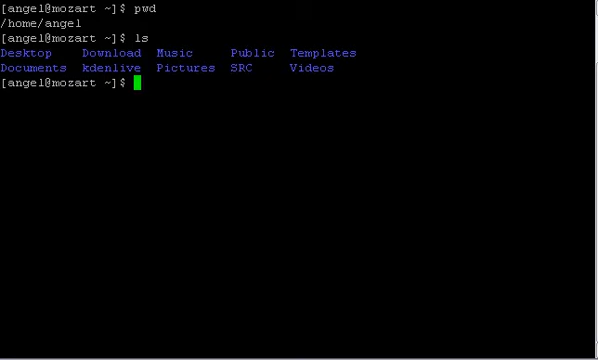 [angel@mozart ~]$ pwd
/home/angel
[angel@mozart ~]$ ls
Desktop Download Music Public Templates
Documents kdenlive Pictures SRC Videos
[angel@mozart ~]$